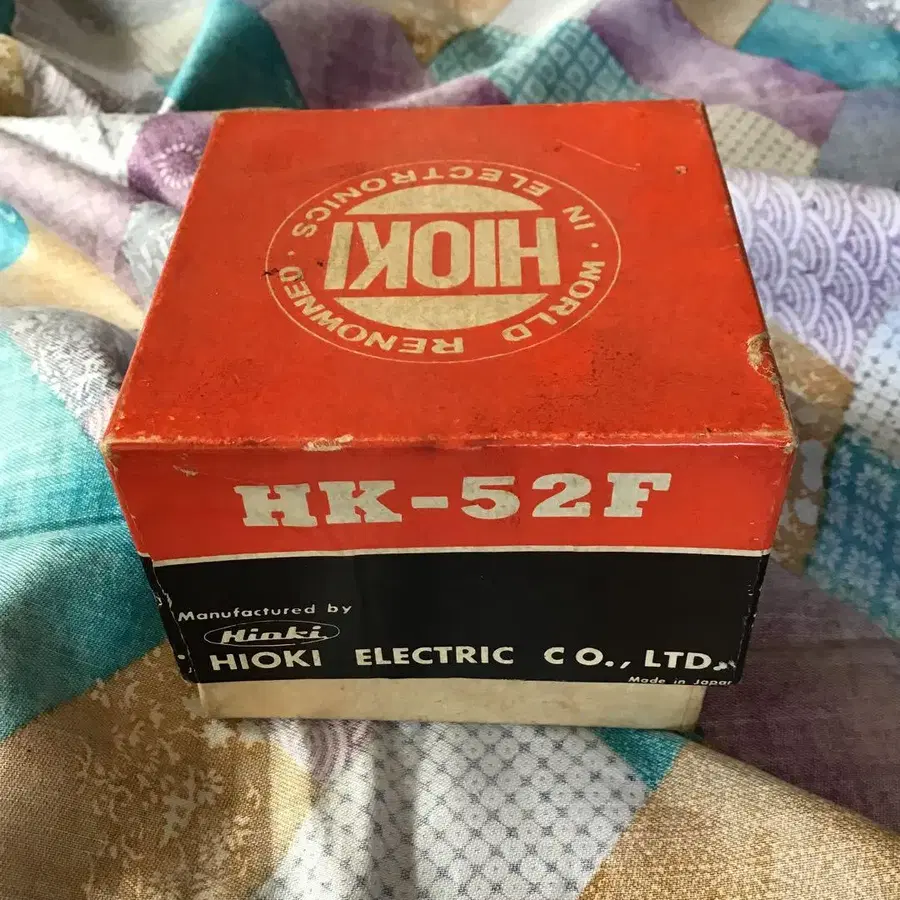 WORLD RENOWNED · IN ELECTRONICS ·
HIOKI
HK-52F
Manufactured by
Hioki
HIOKI ELECTRIC CO., LTD.
Made in Japan